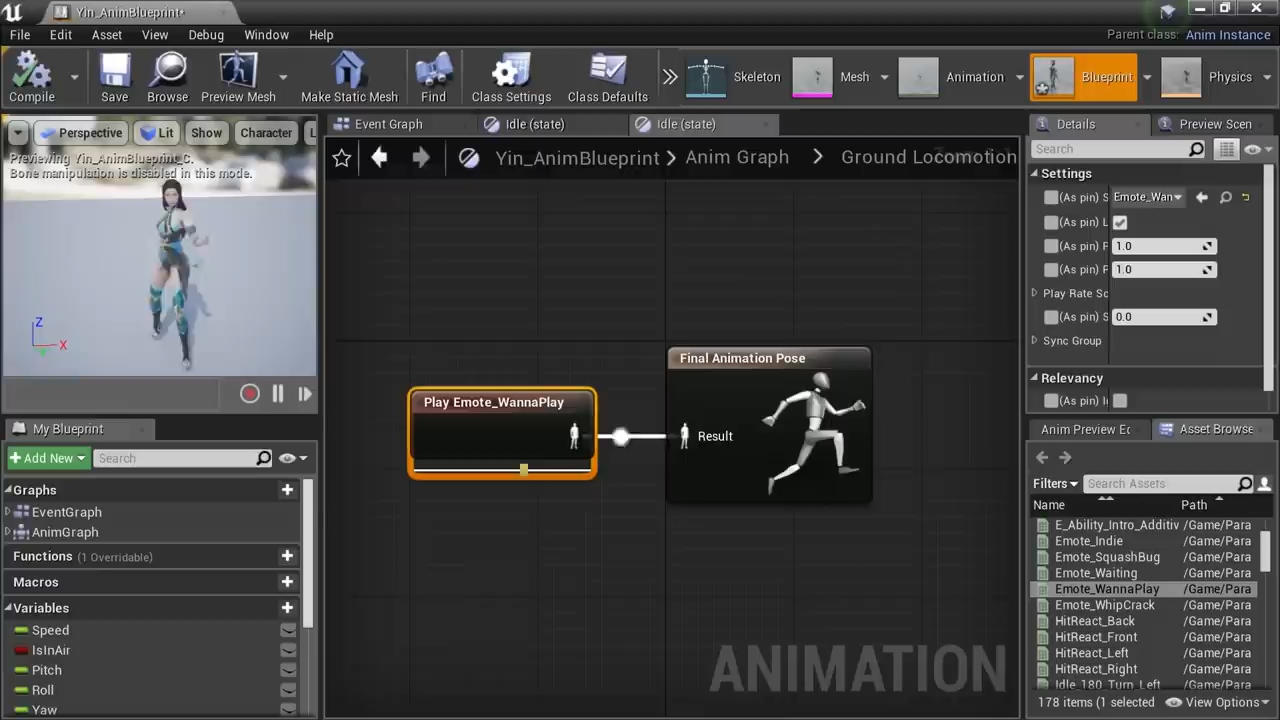 Yin_AnimBlueprint*
File Edit Asset View Debug Window Help
Parent class: Anim Instance
Compile Save Browse Preview Mesh Make Static Mesh Find Class Settings Class Defaults Skeleton Mesh Animation Blueprint Physics
Perspective Lit Show Character L
Previewing Yin_AnimBlueprint_C.
Bone manipulation is disabled in this mode.
Z
X
Event Graph Idle (state) Idle (state)
Yin_AnimBlueprint Anim Graph Ground Locomotion
Play Emote_WannaPlay
Final Animation Pose
Result
ANIMATION
My Blueprint
Add New Search
Graphs
EventGraph
AnimGraph
Functions (1 Overridable)
Macros
Variables
Speed
IsInAir
Pitch
Roll
Yaw
Details Preview Scen
Search
Settings
(As pin) S Emote_Wan
(As pin) L
(As pin) F 1.0
(As pin) F 1.0
Play Rate Sc
(As pin) S 0.0
Sync Group
Relevancy
(As pin) I
Anim Preview Ec Asset Browse
Filters Search Assets
Name Path
E_Ability_Intro_Additiv /Game/Para
Emote_Indie /Game/Para
Emote_SquashBug /Game/Para
Emote_Waiting /Game/Para
Emote_WannaPlay /Game/Para
Emote_WhipCrack /Game/Para
HitReact_Back /Game/Para
HitReact_Front /Game/Para
HitReact_Left /Game/Para
HitReact_Right /Game/Para
Idle_180_Turn_Left /Game/Para
178 items (1 selected View Options